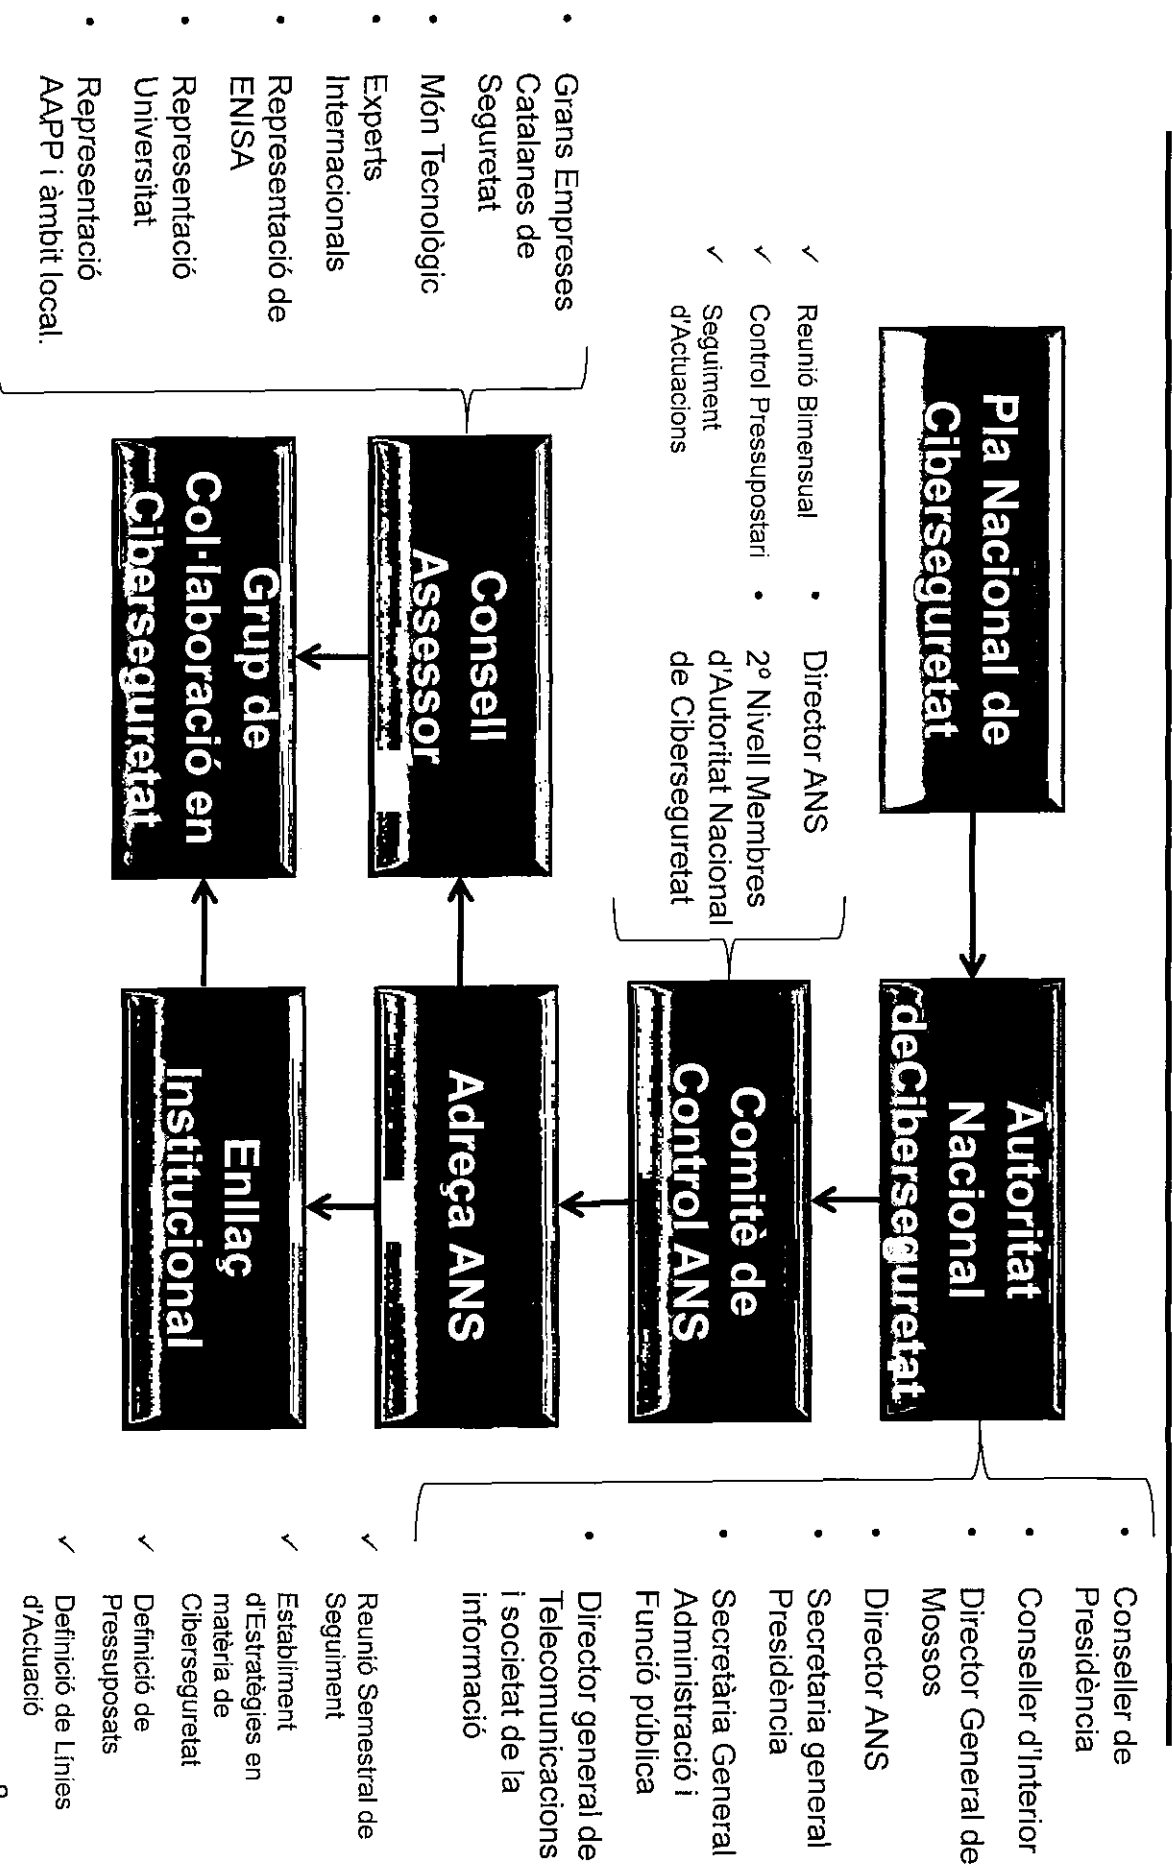 Pla Nacional de
Ciberseguretat
Autoritat
Nacional
deCiberseguretat
• Conseller de
Presidència
• Conseller d'Interior
• Director General de
Mossos
• Director ANS
• Secretaria general
Presidència
• Secretària General
Administració i
Funció pública
• Director general de
Telecomunicacions
i societat de la
informació
✓ Reunió Semestral de
Seguiment
✓ Establiment
d'Estratègies en
matèria de
Ciberseguretat
✓ Definició de
Pressuposats
✓ Definició de Línies
d'Actuació
✓ Reunió Bimensual
✓ Control Pressupostari
✓ Seguiment
d'Actuacions
• Director ANS
• 2º Nivell Membres
d'Autoritat Nacional
de Ciberseguretat
Comitè de
Control ANS
• Grans Empreses
Catalanes de
Seguretat
• Món Tecnològic
• Experts
Internacionals
• Representació de
ENISA
• Representació
Universitat
• Representació
AAPP i àmbit local.
Consell
Assessor
Adreça ANS
Grup de
Col·laboració en
Ciberseguretat
Enllaç
Institucional